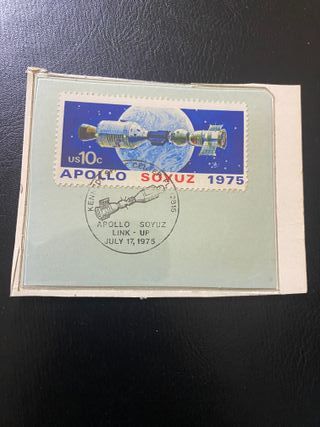 US 10c
APOLLO SOYUZ 1975
APOLLO SOYUZ
LINK - UP
JULY 17, 1975